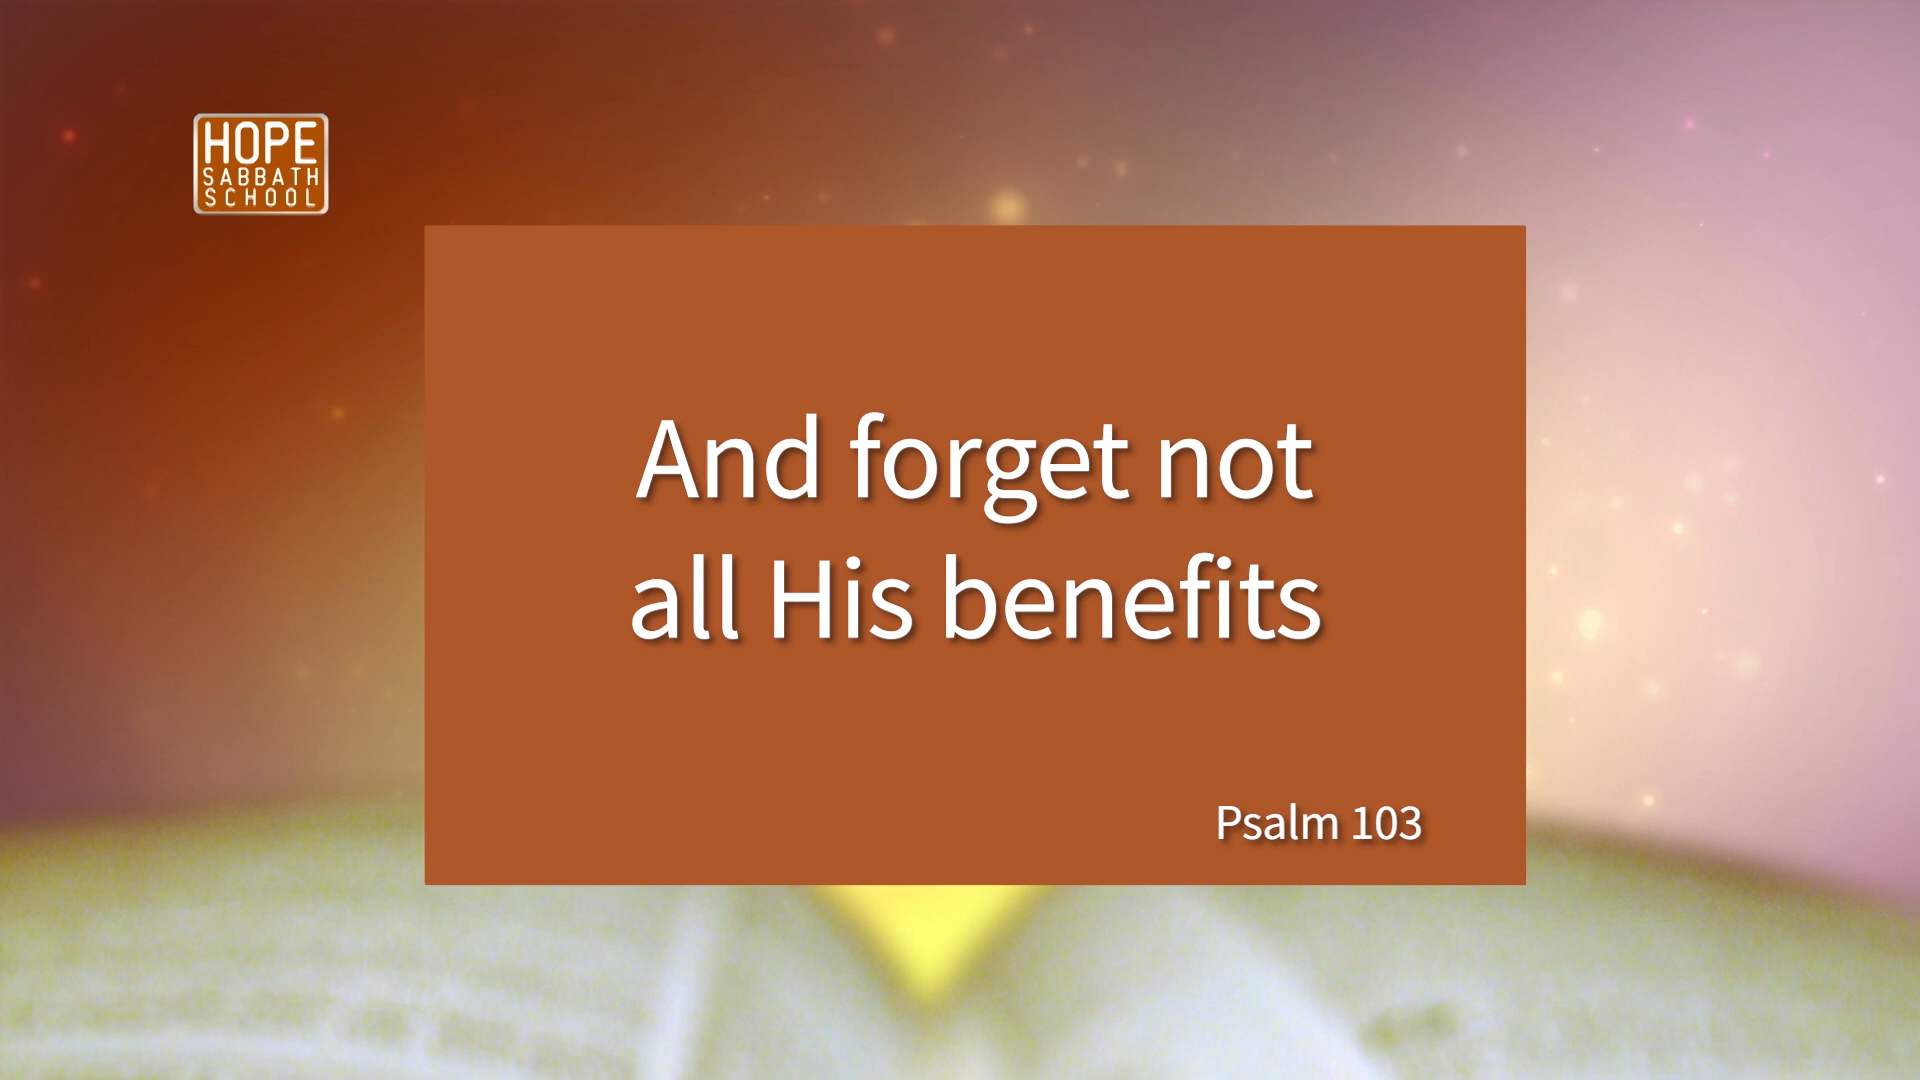 HOPE
SABBATH
SCHOOL
And forget not
all His benefits
Psalm 103